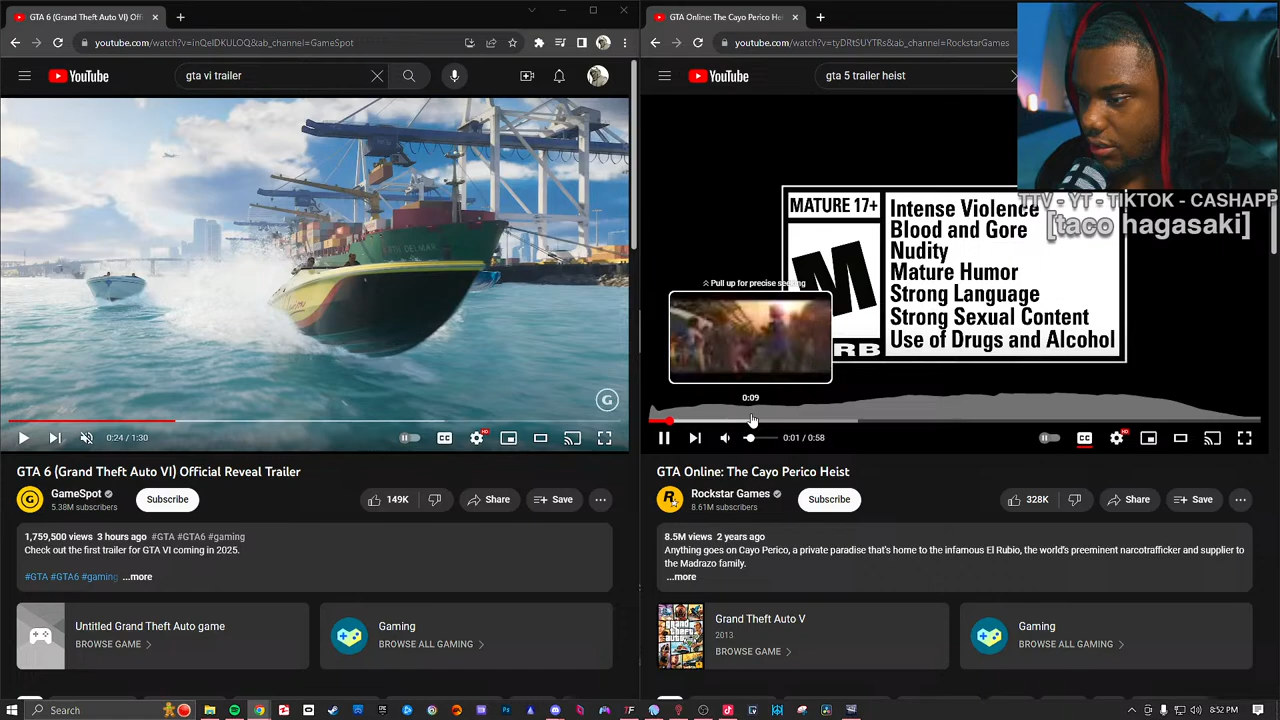 GTA 6 (Grand Theft Auto VI) Offi
youtube.com/watch?v=inQeIDKULOQ&ab_channel=GameSpot
YouTube
gta vi trailer
G
0:24 / 1:30
CC
HD
GTA 6 (Grand Theft Auto VI) Official Reveal Trailer
GameSpot
5.38M subscribers
Subscribe
149K
Share
Save
1,759,500 views 3 hours ago #GTA #GTA6 #gaming
Check out the first trailer for GTA VI coming in 2025.
#GTA #GTA6 #gaming ...more
Untitled Grand Theft Auto game
BROWSE GAME
Gaming
BROWSE ALL GAMING
GTA Online: The Cayo Perico Heis
youtube.com/watch?v=tyDRtSUYTRs&ab_channel=RockstarGames
YouTube
gta 5 trailer heist
TTV - YT - TIKTOK - CASHAPP
[taco hagasaki]
MATURE 17+
M
RB
Intense Violence
Blood and Gore
Nudity
Mature Humor
Strong Language
Strong Sexual Content
Use of Drugs and Alcohol
Pull up for precise seeking
0:09
0:01 / 0:58
CC
HD
GTA Online: The Cayo Perico Heist
Rockstar Games
8.61M subscribers
Subscribe
328K
Share
Save
8.5M views 2 years ago
Anything goes on Cayo Perico, a private paradise that's home to the infamous El Rubio, the world's preeminent narcotrafficker and supplier to
the Madrazo family.
...more
Grand Theft Auto V
2013
BROWSE GAME
Gaming
BROWSE ALL GAMING
Search
8:52 PM